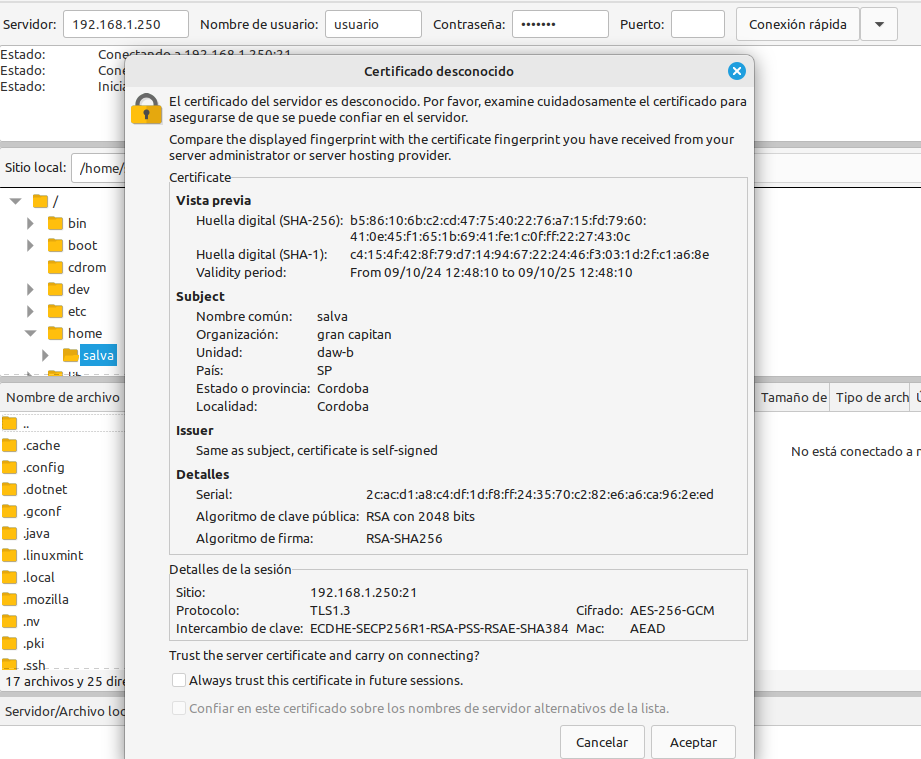 Servidor: 192.168.1.250 Nombre de usuario: usuario Contraseña: ••••••• Puerto: Conexión rápida
Estado: Conectando a 192.168.1.250:21
Estado:
Estado:
Certificado desconocido
El certificado del servidor es desconocido. Por favor, examine cuidadosamente el certificado para
asegurarse de que se puede confiar en el servidor.
Compare the displayed fingerprint with the certificate fingerprint you have received from your
server administrator or server hosting provider.
Certificate
Vista previa
Huella digital (SHA-256): b5:86:10:6b:c2:cd:47:75:40:22:76:a7:15:fd:79:60:
41:0e:45:f1:65:1b:69:41:fe:1c:0f:ff:22:27:43:0c
Huella digital (SHA-1): c4:15:4f:42:8f:79:d7:14:94:67:22:24:46:f3:03:1d:2f:c1:a6:8e
Validity period: From 09/10/24 12:48:10 to 09/10/25 12:48:10
Subject
Nombre común: salva
Organización: gran capitan
Unidad: daw-b
País: SP
Estado o provincia: Cordoba
Localidad: Cordoba
Issuer
Same as subject, certificate is self-signed
Detalles
Serial: 2c:ac:d1:a8:c4:df:1d:f8:ff:24:35:70:c2:82:e6:a6:ca:96:2e:ed
Algoritmo de clave pública: RSA con 2048 bits
Algoritmo de firma: RSA-SHA256
Detalles de la sesión
Sitio: 192.168.1.250:21
Protocolo: TLS1.3 Cifrado: AES-256-GCM
Intercambio de clave: ECDHE-SECP256R1-RSA-PSS-RSAE-SHA384 Mac: AEAD
Trust the server certificate and carry on connecting?
Always trust this certificate in future sessions.
Confiar en este certificado sobre los nombres de servidor alternativos de la lista.
Cancelar Aceptar
Sitio local: /home/
/
bin
boot
cdrom
dev
etc
home
salva
lib
Nombre de archivo
..
.cache
.config
.dotnet
.gconf
.java
.linuxmint
.local
.mozilla
.nv
.pki
.ssh
17 archivos y 25 dire
Servidor/Archivo loc
Tamaño de Tipo de arch Ú
No está conectado a n